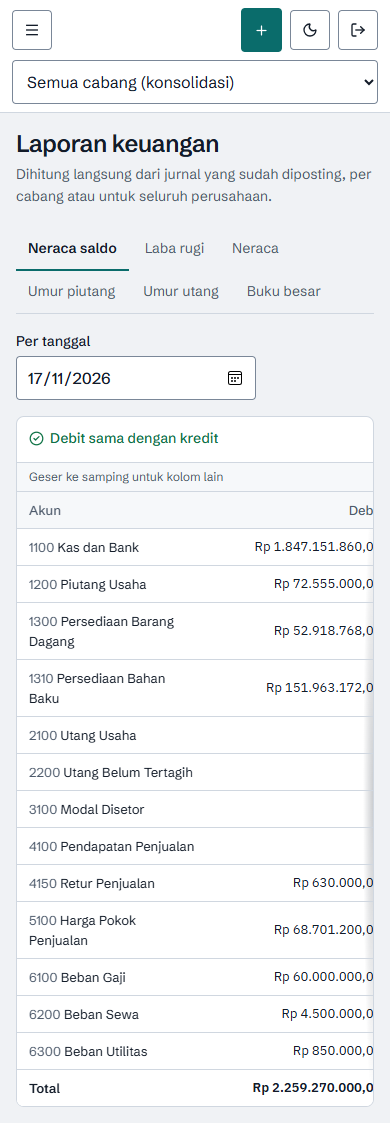 Semua cabang (konsolidasi)
Laporan keuangan
Dihitung langsung dari jurnal yang sudah diposting, per
cabang atau untuk seluruh perusahaan.
Neraca saldo Laba rugi Neraca
Umur piutang Umur utang Buku besar
Per tanggal
17/11/2026
Debit sama dengan kredit
Geser ke samping untuk kolom lain
Akun Deb
1100 Kas dan Bank Rp 1.847.151.860,0
1200 Piutang Usaha Rp 72.555.000,0
1300 Persediaan Barang
Dagang Rp 52.918.768,0
1310 Persediaan Bahan
Baku Rp 151.963.172,0
2100 Utang Usaha
2200 Utang Belum Tertagih
3100 Modal Disetor
4100 Pendapatan Penjualan
4150 Retur Penjualan Rp 630.000,0
5100 Harga Pokok
Penjualan Rp 68.701.200,0
6100 Beban Gaji Rp 60.000.000,0
6200 Beban Sewa Rp 4.500.000,0
6300 Beban Utilitas Rp 850.000,0
Total Rp 2.259.270.000,0